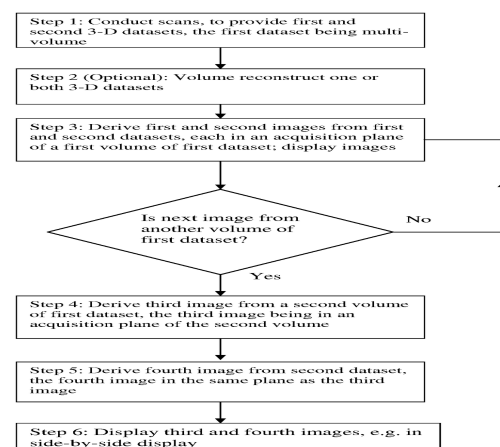 Step 1: Conduct scans, to provide first and
second 3-D datasets, the first dataset being multi-
volume
Step 2 (Optional): Volume reconstruct one or
both 3-D datasets
Step 3: Derive first and second images from first
and second datasets, each in an acquisition plane
of a first volume of first dataset; display images
Is next image from
another volume of
first dataset?
No
Yes
Step 4: Derive third image from a second volume
of first dataset, the third image being in an
acquisition plane of the second volume
Step 5: Derive fourth image from second dataset,
the fourth image in the same plane as the third
image
Step 6: Display third and fourth images, e.g. in
side-by-side display